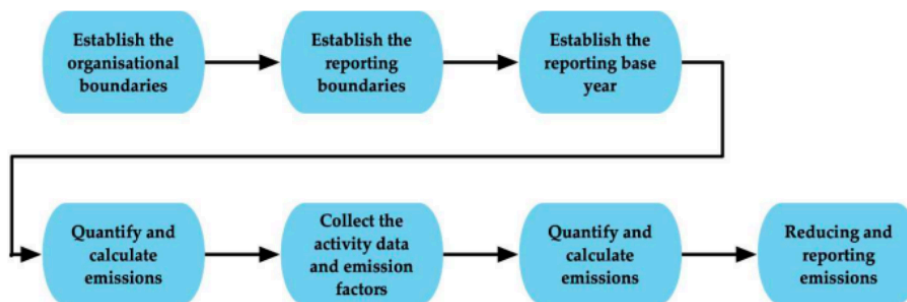 Establish the
organisational
boundaries
Establish the
reporting
boundaries
Establish the
reporting base
year
Quantify and
calculate
emissions
Collect the
activity data
and emission
factors
Quantify and
calculate
emissions
Reducing and
reporting
emissions